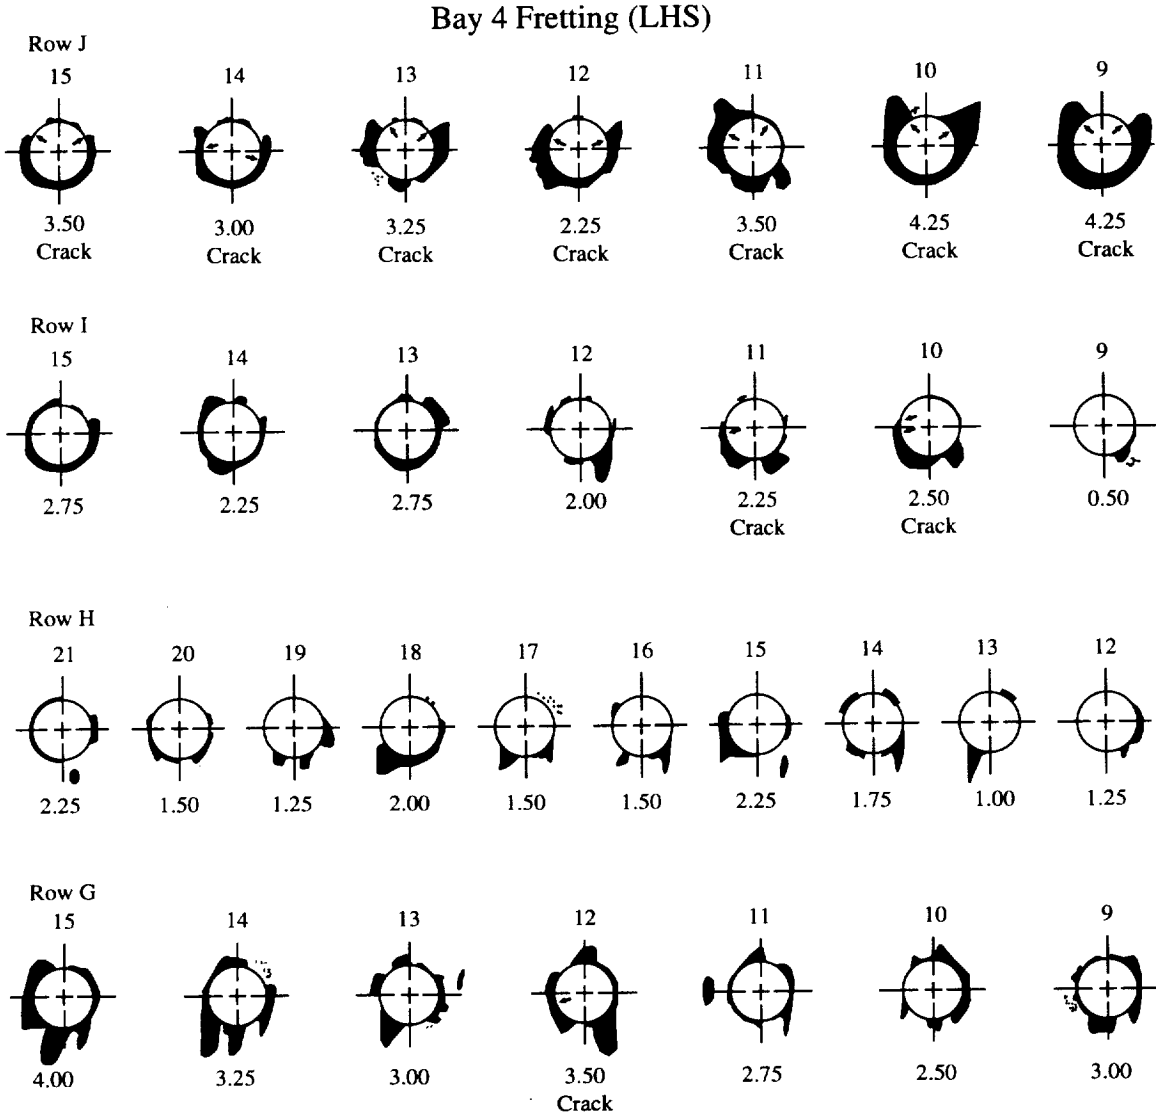 Bay 4 Fretting (LHS)
Row J
15 14 13 12 11 10 9
3.50 3.00 3.25 2.25 3.50 4.25 4.25
Crack Crack Crack Crack Crack Crack Crack
Row I
15 14 13 12 11 10 9
2.75 2.25 2.75 2.00 2.25 2.50 0.50
Crack Crack
Row H
21 20 19 18 17 16 15 14 13 12
2.25 1.50 1.25 2.00 1.50 1.50 2.25 1.75 1.00 1.25
Row G
15 14 13 12 11 10 9
4.00 3.25 3.00 3.50 2.75 2.50 3.00
Crack